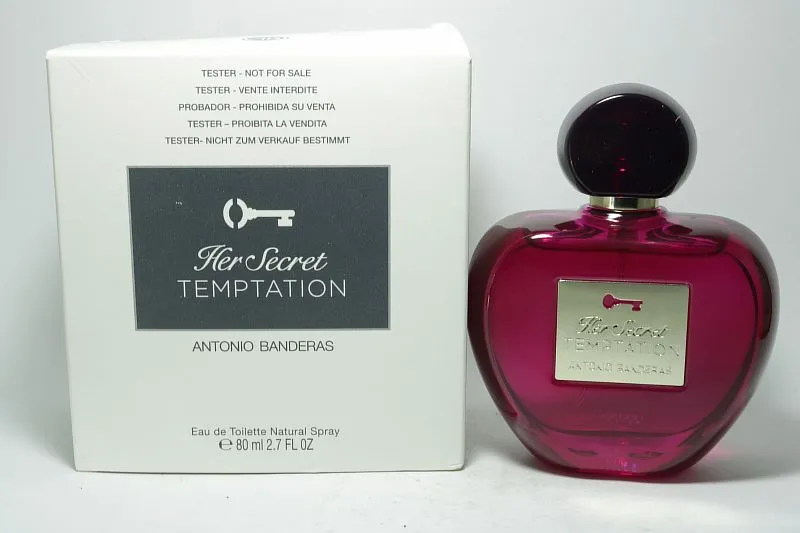 TESTER - NOT FOR SALE
TESTER - VENTE INTERDITE
PROBADOR - PROHIBIDA SU VENTA
TESTER – PROIBITA LA VENDITA
TESTER- NICHT ZUM VERKAUF BESTIMMT
Her Secret
TEMPTATION
ANTONIO BANDERAS
Eau de Toilette Natural Spray
℮ 80 ml 2.7 FL OZ
Her Secret
TEMPTATION
ANTONIO BANDERAS